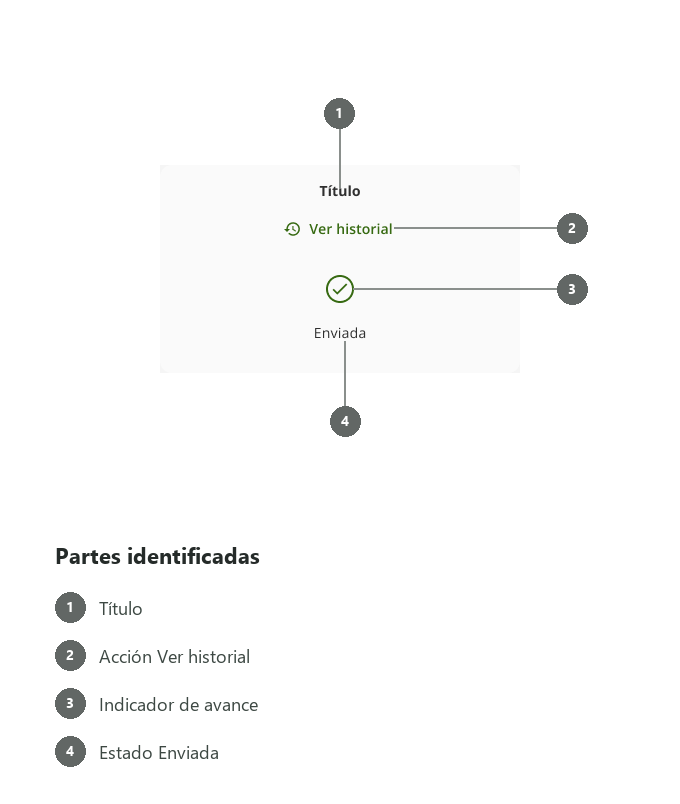 1
Título
Ver historial
2
3
Enviada
4
Partes identificadas
1 Título
2 Acción Ver historial
3 Indicador de avance
4 Estado Enviada